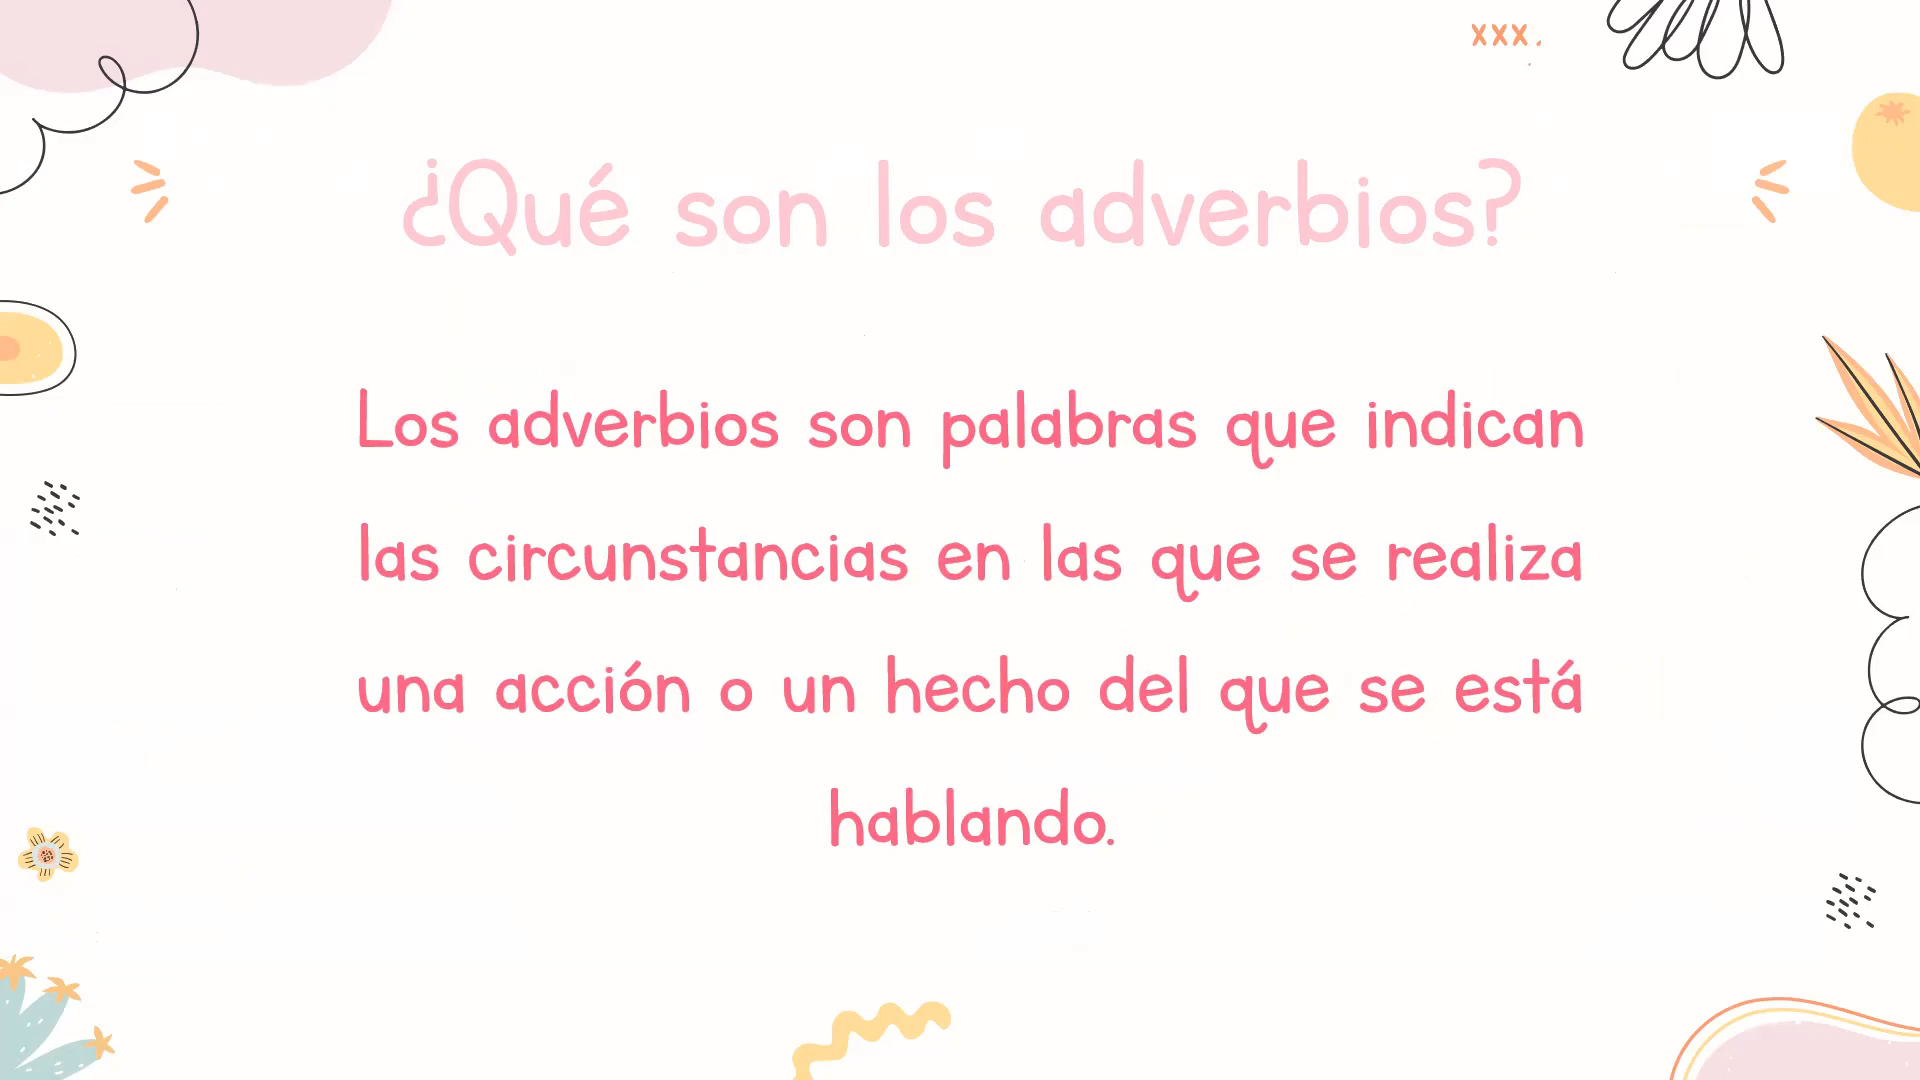 ¿Qué son los adverbios?
Los adverbios son palabras que indican
las circunstancias en las que se realiza
una acción o un hecho del que se está
hablando.